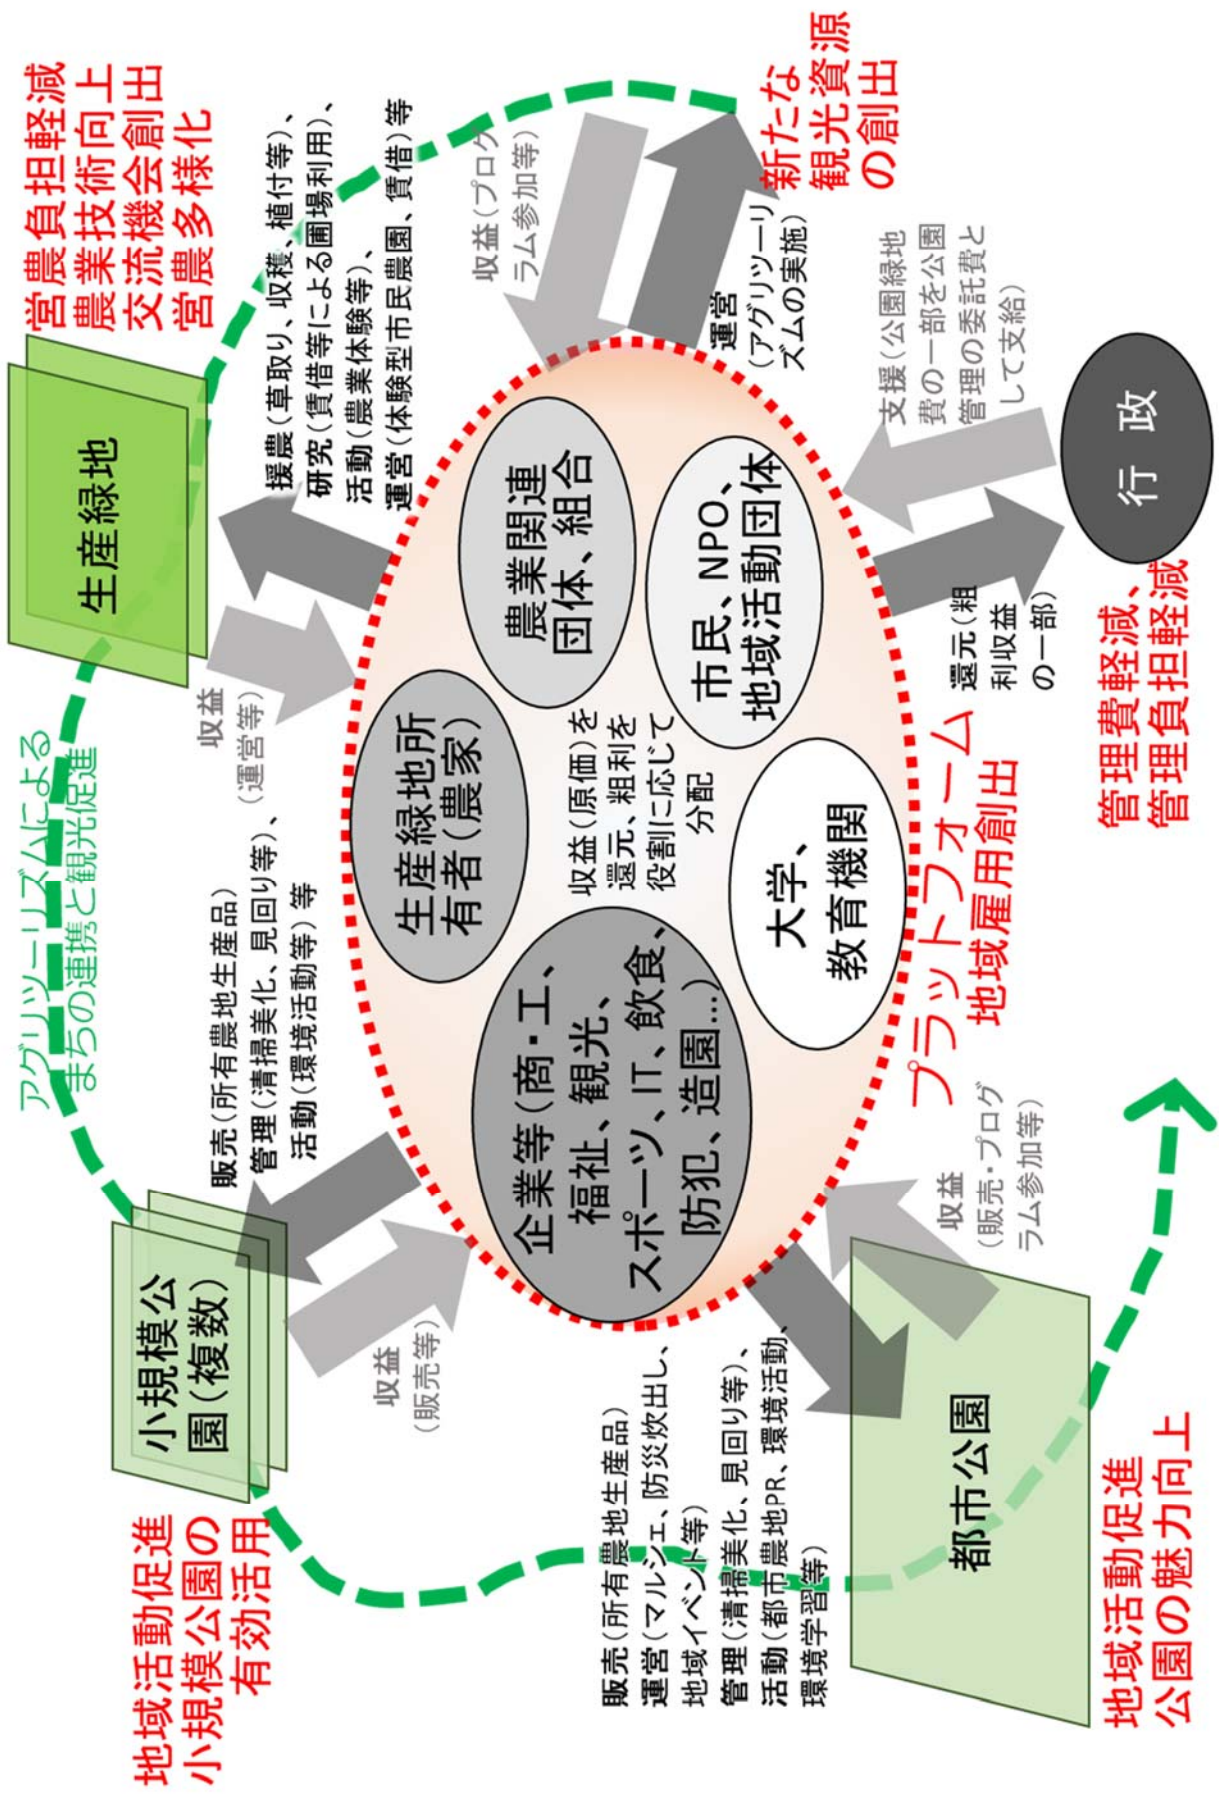 地域活動促進
小規模公園の
有効活用
小規模公
園(複数)
アグリツーリズムによる
まちの連携と観光促進
生産緑地
営農負担軽減
農業技術向上
交流機会創出
営農多様化
販売(所有農地生産品)
管理(清掃美化、見回り等)、
活動(環境活動等)等
収益
(販売等)
収益
(運営等)
援農(草取り、収穫、植付等)、
研究(賃借等による圃場利用)、
活動(農業体験等)、
運営(体験型市民農園、賃借)等
生産緑地所
有者(農家)
農業関連
団体、組合
企業等(商・工、
福祉、観光、
スポーツ、IT、飲食、
防犯、造園…)
収益(原価)を
還元、粗利を
役割に応じて
分配
市民、NPO、
地域活動団体
大学、
教育機関
収益(プログ
ラム参加等)
運営
(アグリツーリ
ズムの実施)
新たな
観光資源
の創出
販売(所有農地生産品)
運営(マルシェ、防災炊出し、
地域イベント等)
管理(清掃美化、見回り等)、
活動(都市農地PR、環境活動、
環境学習等)
都市公園
地域活動促進
公園の魅力向上
収益
(販売・プログ
ラム参加等)
プラットフォーム
地域雇用創出
還元(粗
利収益
の一部)
支援(公園緑地
費の一部を公園
管理の委託費と
して支給)
行 政
管理費軽減、
管理負担軽減